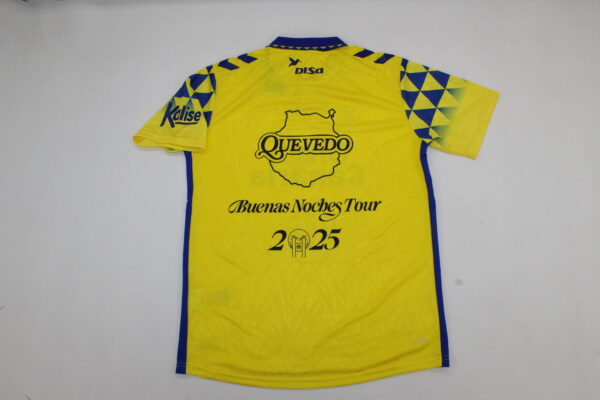 DISA
Kalise
QUEVEDO
Buenas Noches Tour
2025